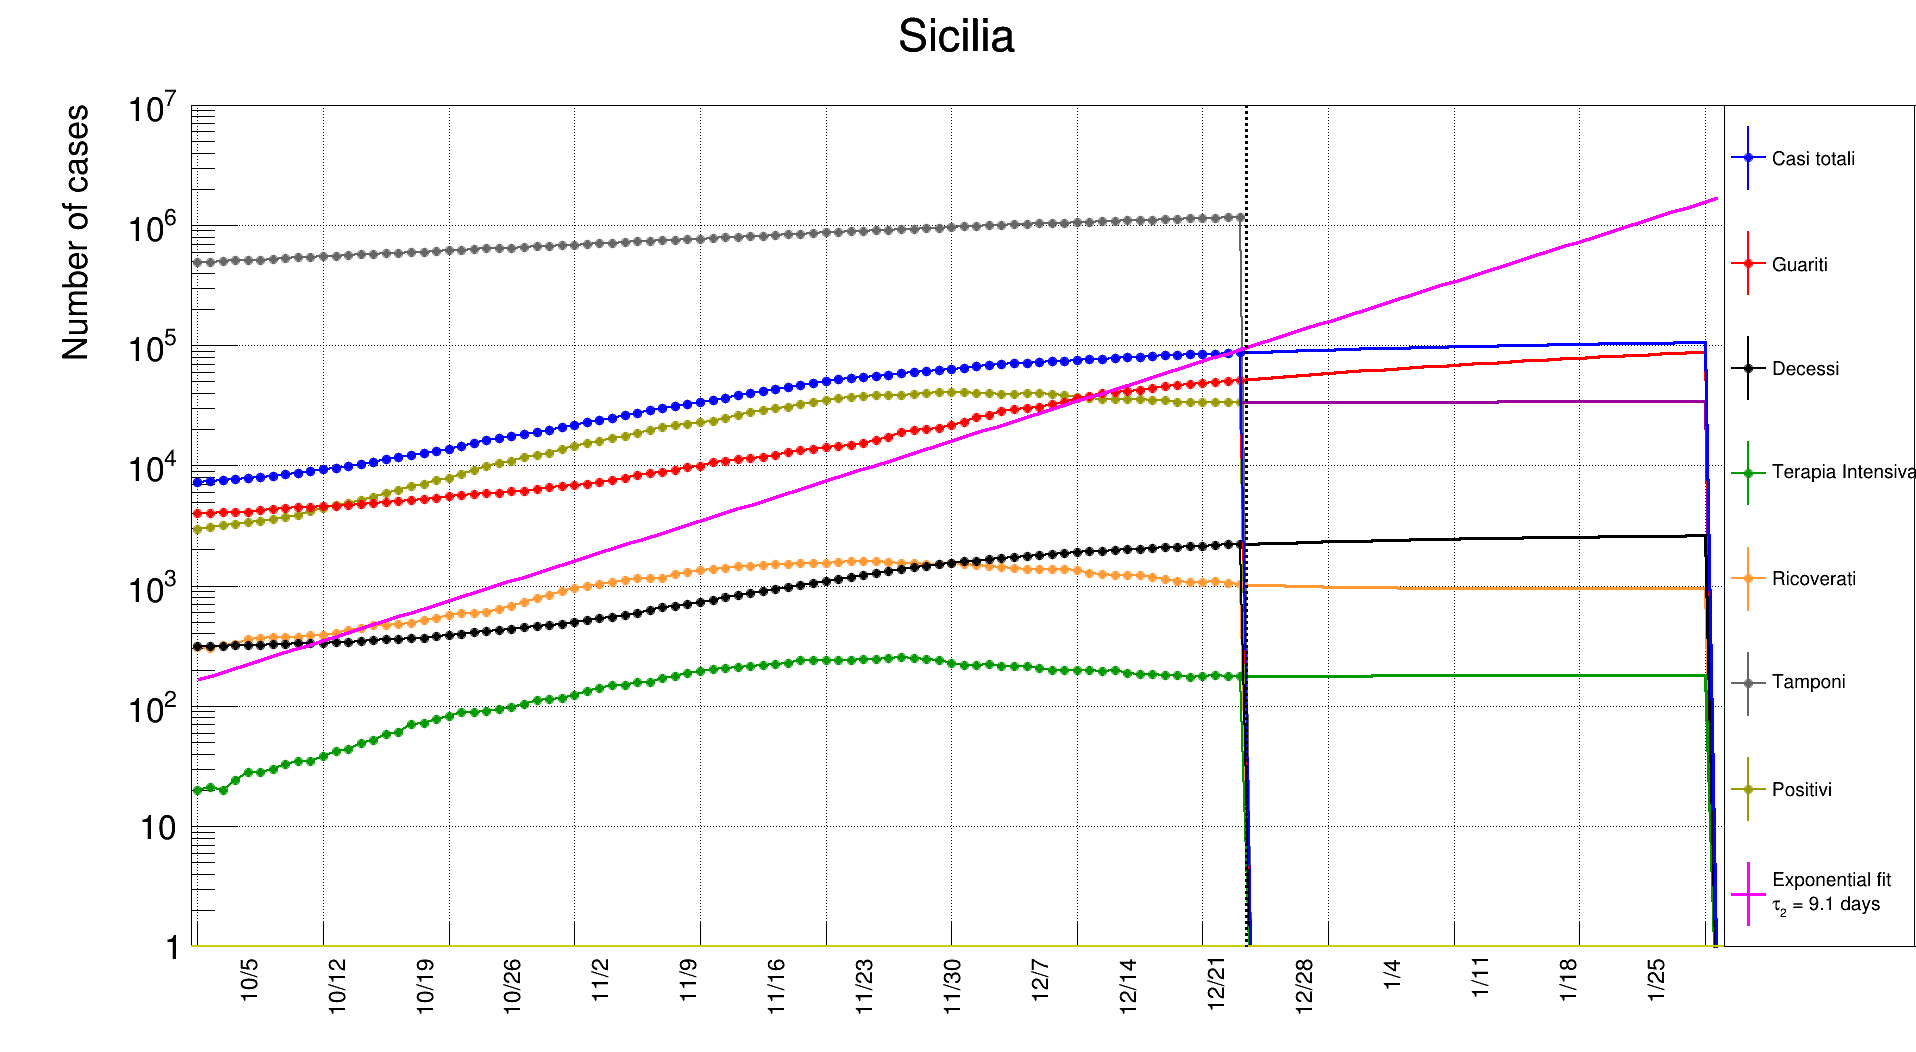 Sicilia
Number of cases
10^7
10^6
10^5
10^4
10^3
10^2
10
1
10/5
10/12
10/19
10/26
11/2
11/9
11/16
11/23
11/30
12/7
12/14
12/21
12/28
1/4
1/11
1/18
1/25
Casi totali
Guariti
Decessi
Terapia Intensiva
Ricoverati
Tamponi
Positivi
Exponential fit
τ_2 = 9.1 days